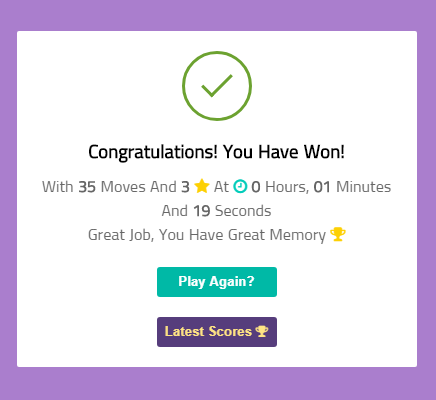 Congratulations! You Have Won!
With 35 Moves And 3 At 0 Hours, 01 Minutes
And 19 Seconds
Great Job, You Have Great Memory
Play Again?
Latest Scores